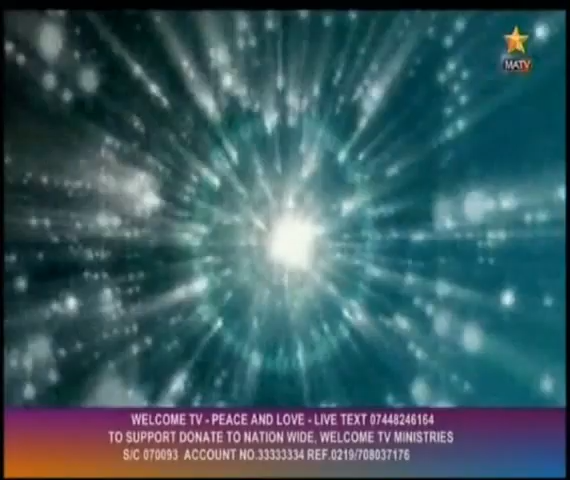 MATV
WELCOME TV - PEACE AND LOVE - LIVE TEXT 07448246164
TO SUPPORT DONATE TO NATION WIDE, WELCOME TV MINISTRIES
S/C 070093 ACCOUNT NO.33333334 REF.0219/708037176